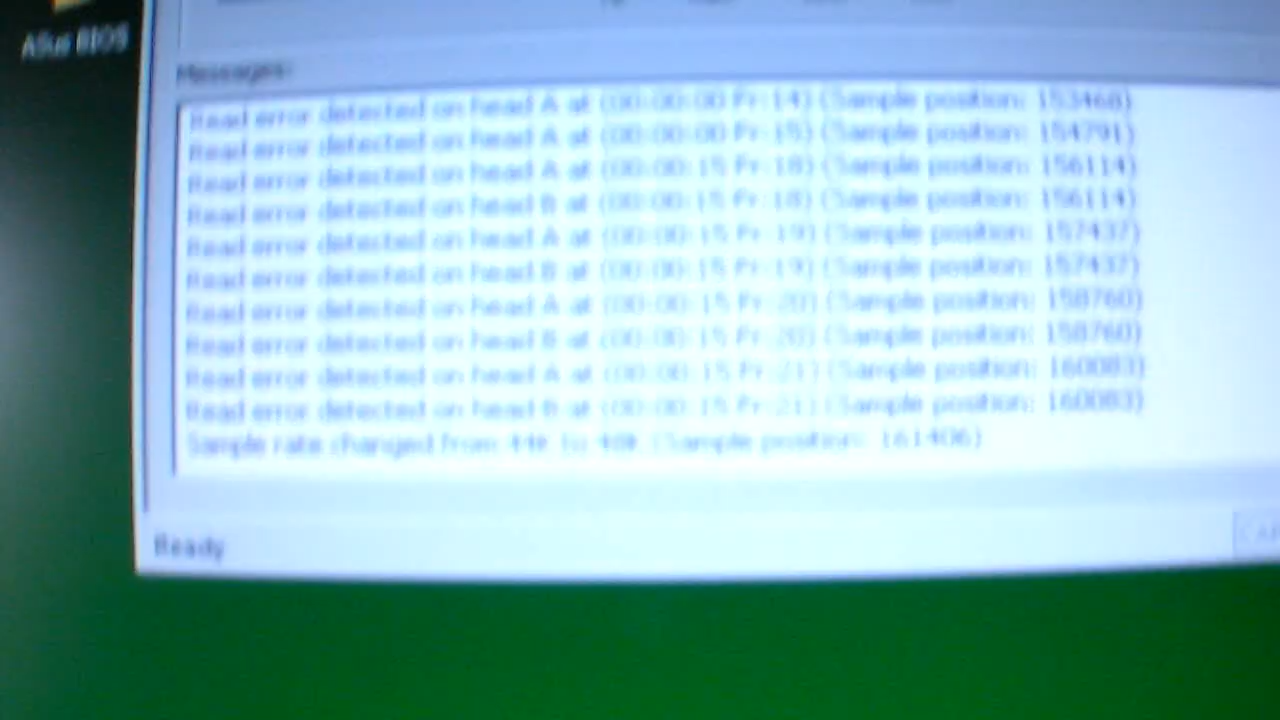 Asus BIOS
Messages:
Read error detected on head A at (00:00:00 Fr:14) (Sample position: 153468)
Read error detected on head A at (00:00:00 Fr:15) (Sample position: 154791)
Read error detected on head A at (00:00:15 Fr:18) (Sample position: 156114)
Read error detected on head B at (00:00:15 Fr:18) (Sample position: 156114)
Read error detected on head A at (00:00:15 Fr:19) (Sample position: 157437)
Read error detected on head B at (00:00:15 Fr:19) (Sample position: 157437)
Read error detected on head A at (00:00:15 Fr:20) (Sample position: 158760)
Read error detected on head B at (00:00:15 Fr:20) (Sample position: 158760)
Read error detected on head A at (00:00:15 Fr:21) (Sample position: 160083)
Read error detected on head B at (00:00:15 Fr:21) (Sample position: 160083)
Sample rate changed from 44k to 48k (Sample position: 161406)
Ready